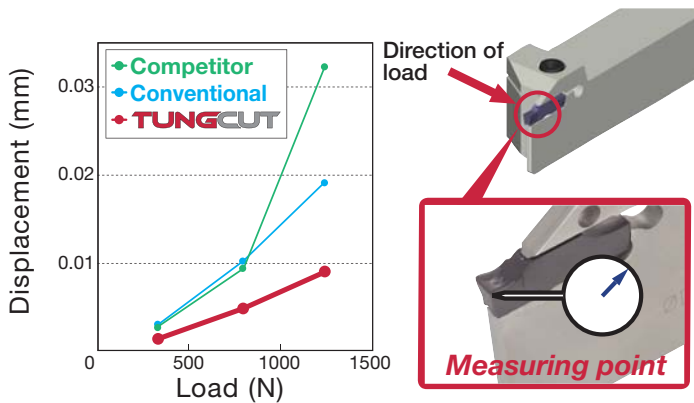 Displacement (mm)
0.03
0.02
0.01
0
500
1000
1500
Load (N)
Competitor
Conventional
TUNGCUT
Direction of
load
Measuring point